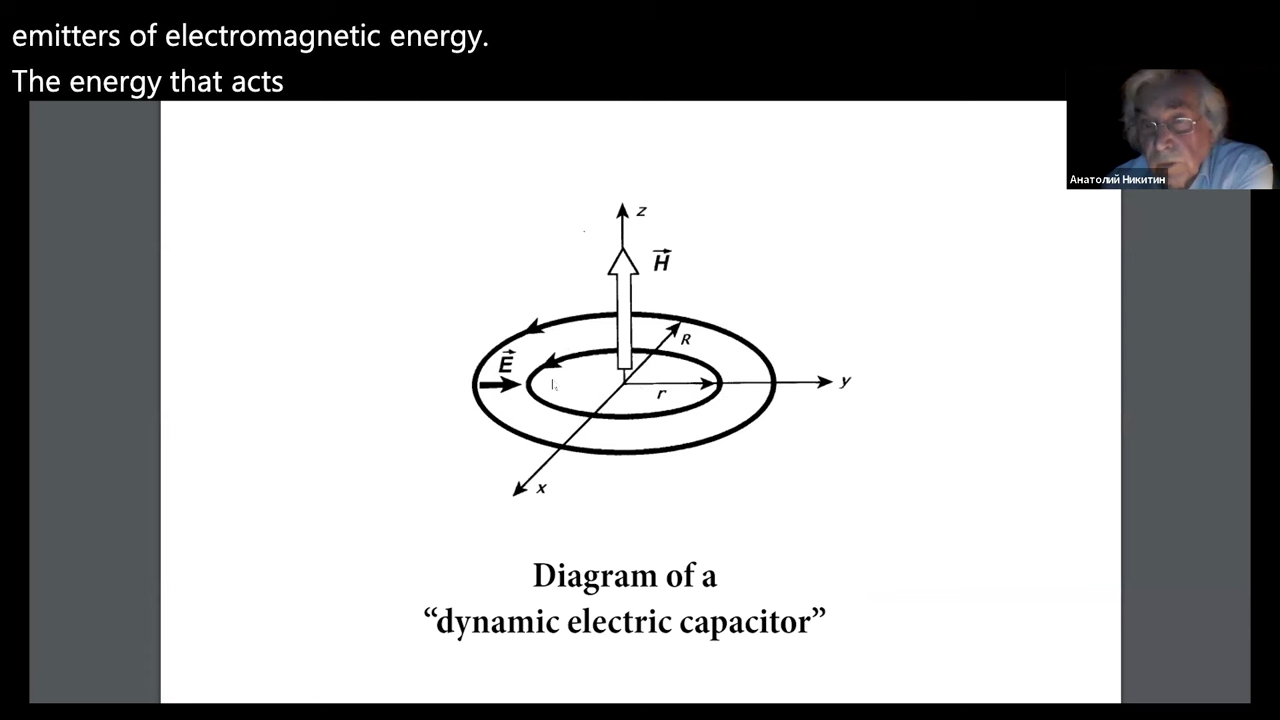 emitters of electromagnetic energy.
The energy that acts
Анатолий Никитин
z
H
R
E
r
y
x
Diagram of a
“dynamic electric capacitor”